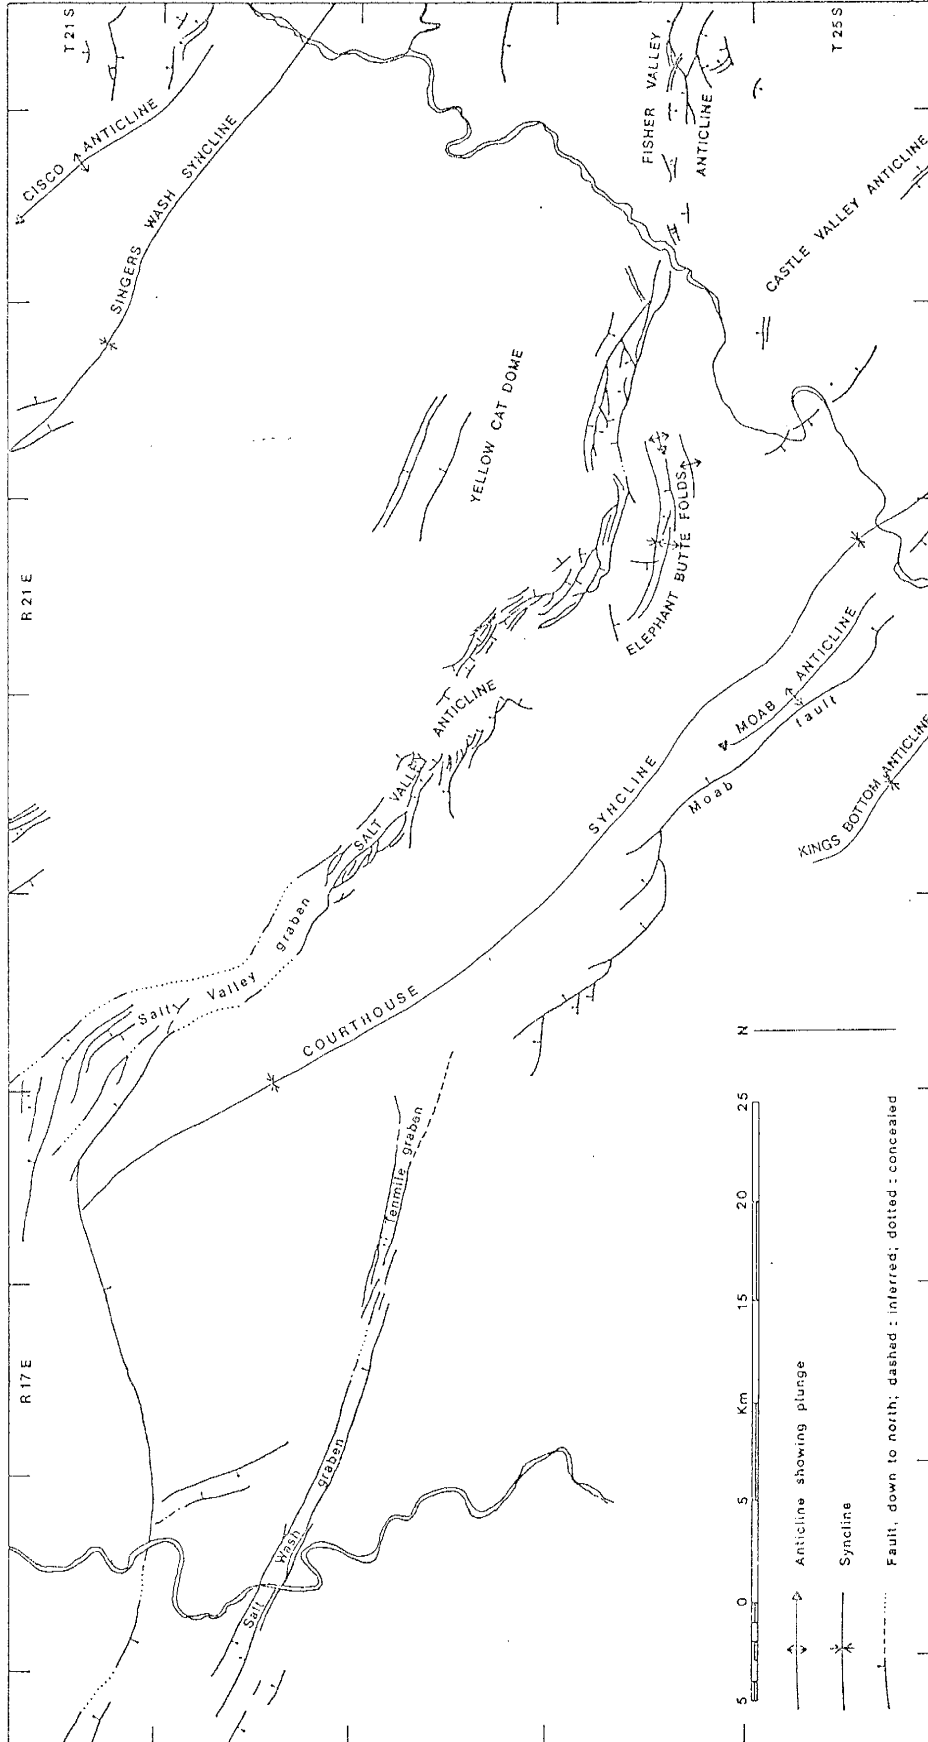 R 17 E
R 21 E
T 21 S
T 25 S
CISCO ANTICLINE
SINGERS WASH SYNCLINE
FISHER VALLEY
ANTICLINE
CASTLE VALLEY ANTICLINE
YELLOW CAT DOME
ELEPHANT BUTTE FOLDS
SALT VALLEY ANTICLINE
Salt Valley graben
COURTHOUSE SYNCLINE
MOAB ANTICLINE
Moab fault
KINGS BOTTOM ANTICLINE
Tenmile graben
Salt Wash graben
N
5 0 5 Km 15 20 25
Anticline showing plunge
Syncline
Fault, down to north; dashed : inferred; dotted : concealed